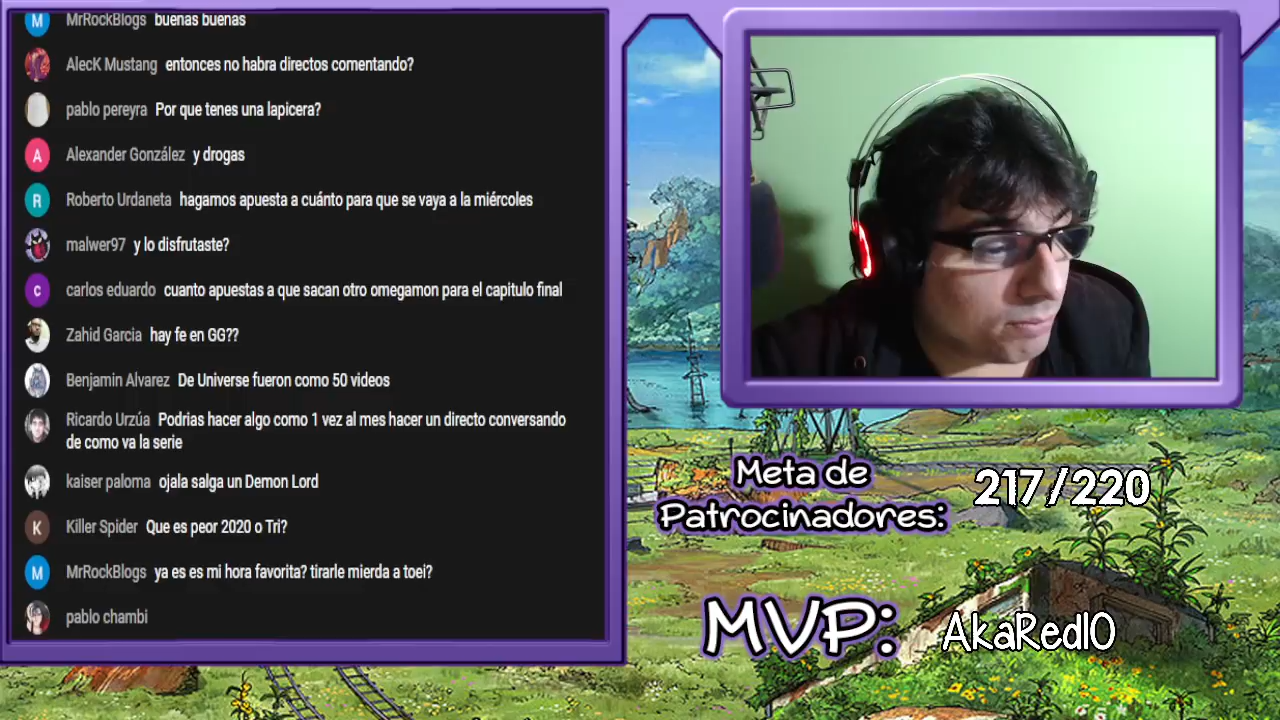 M MrRockBlogs buenas buenas
AlecK Mustang entonces no habra directos comentando?
pablo pereyra Por que tenes una lapicera?
A Alexander González y drogas
R Roberto Urdaneta hagamos apuesta a cuánto para que se vaya a la miércoles
malwer97 y lo disfrutaste?
c carlos eduardo cuanto apuestas a que sacan otro omegamon para el capitulo final
Zahid Garcia hay fe en GG??
Benjamin Alvarez De Universe fueron como 50 videos
Ricardo Urzúa Podrias hacer algo como 1 vez al mes hacer un directo conversando
de como va la serie
kaiser paloma ojala salga un Demon Lord
K Killer Spider Que es peor 2020 o Tri?
M MrRockBlogs ya es es mi hora favorita? tirarle mierda a toei?
pablo chambi
Meta de
Patrocinadores: 217/220
MVP: AkaRed10